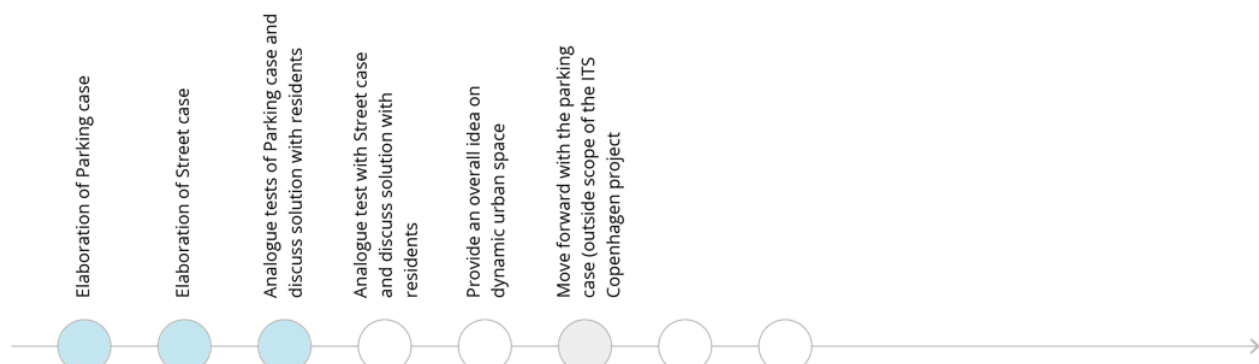 Elaboration of Parking case
Elaboration of Street case
Analogue tests of Parking case and
discuss solution with residents
Analogue test with Street case
and discuss solution with
residents
Provide an overall idea on
dynamic urban space
Move forward with the parking
case (outside scope of the ITS
Copenhagen project